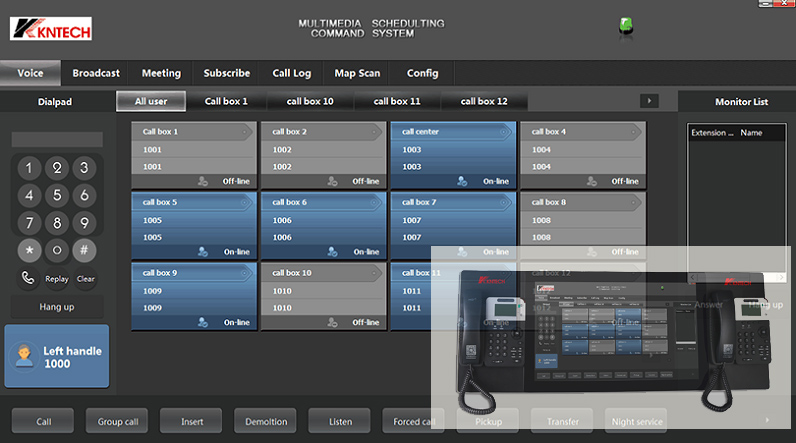 KNTECH
MULTIMEDIA SCHEDULTING
COMMAND SYSTEM
Voice
Broadcast
Meeting
Subscribe
Call Log
Map Scan
Config
Dialpad
All user
Call box 1
call box 10
call box 11
call box 12
Monitor List
Call box 1
1001
1001
Off-line
call box 2
1002
1002
Off-line
call center
1003
1003
On-line
call box 4
1004
1004
Off-line
Extension ...
Name
1 2 3
4 5 6
7 8 9
* 0 #
Replay
Clear
Hang up
call box 5
1005
1005
On-line
call box 6
1006
1006
On-line
call box 7
1007
1007
On-line
call box 8
1008
1008
call box 9
1009
1009
On-line
call box 10
1010
1010
Off-line
call box 11
1011
1011
On-line
call box 12
1012
1012
Off-line
Answer
Hang up
KNTECH
KNTECH
KNTECH
Left handle
1000
Call
Group call
Insert
Demoltion
Listen
Forced call
Pickup
Transfer
Night service